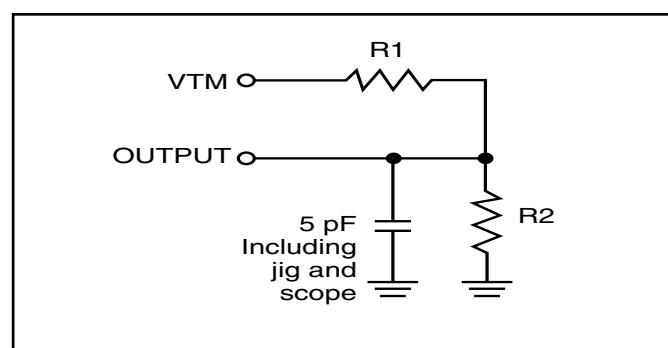 R1
VTM
OUTPUT
R2
5 pF
Including
jig and
scope